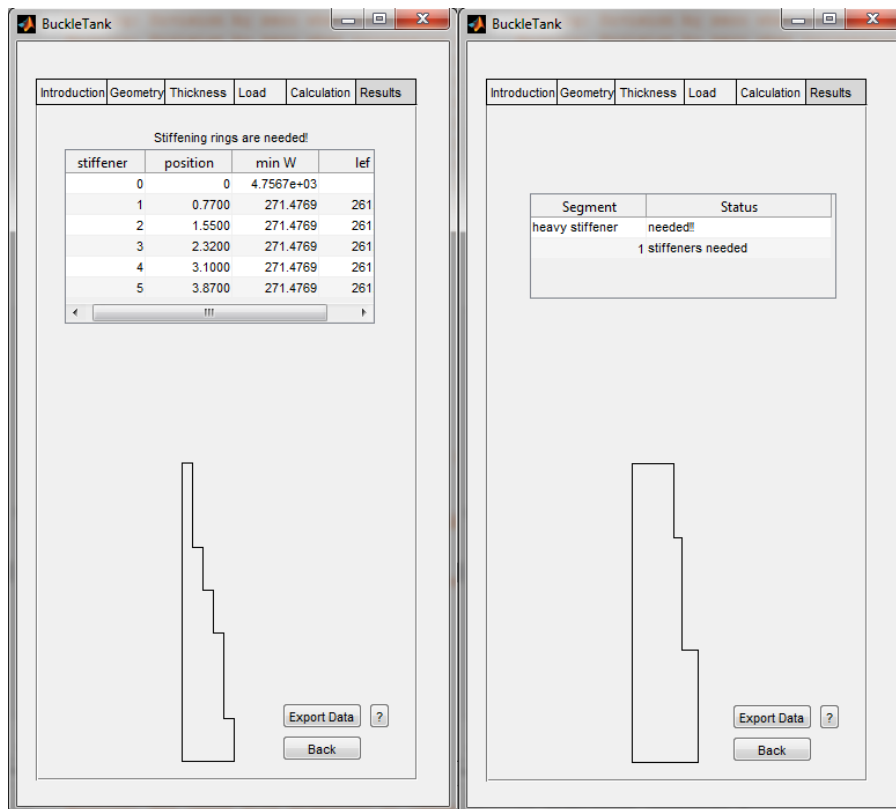 BuckleTank
Introduction Geometry Thickness Load Calculation Results
Stiffening rings are needed!
stiffener position min W lef
0 0 4.7567e+03
1 0.7700 271.4769 261
2 1.5500 271.4769 261
3 2.3200 271.4769 261
4 3.1000 271.4769 261
5 3.8700 271.4769 261
Export Data ?
Back
BuckleTank
Introduction Geometry Thickness Load Calculation Results
Segment Status
heavy stiffener needed!!
1 stiffeners needed
Export Data ?
Back